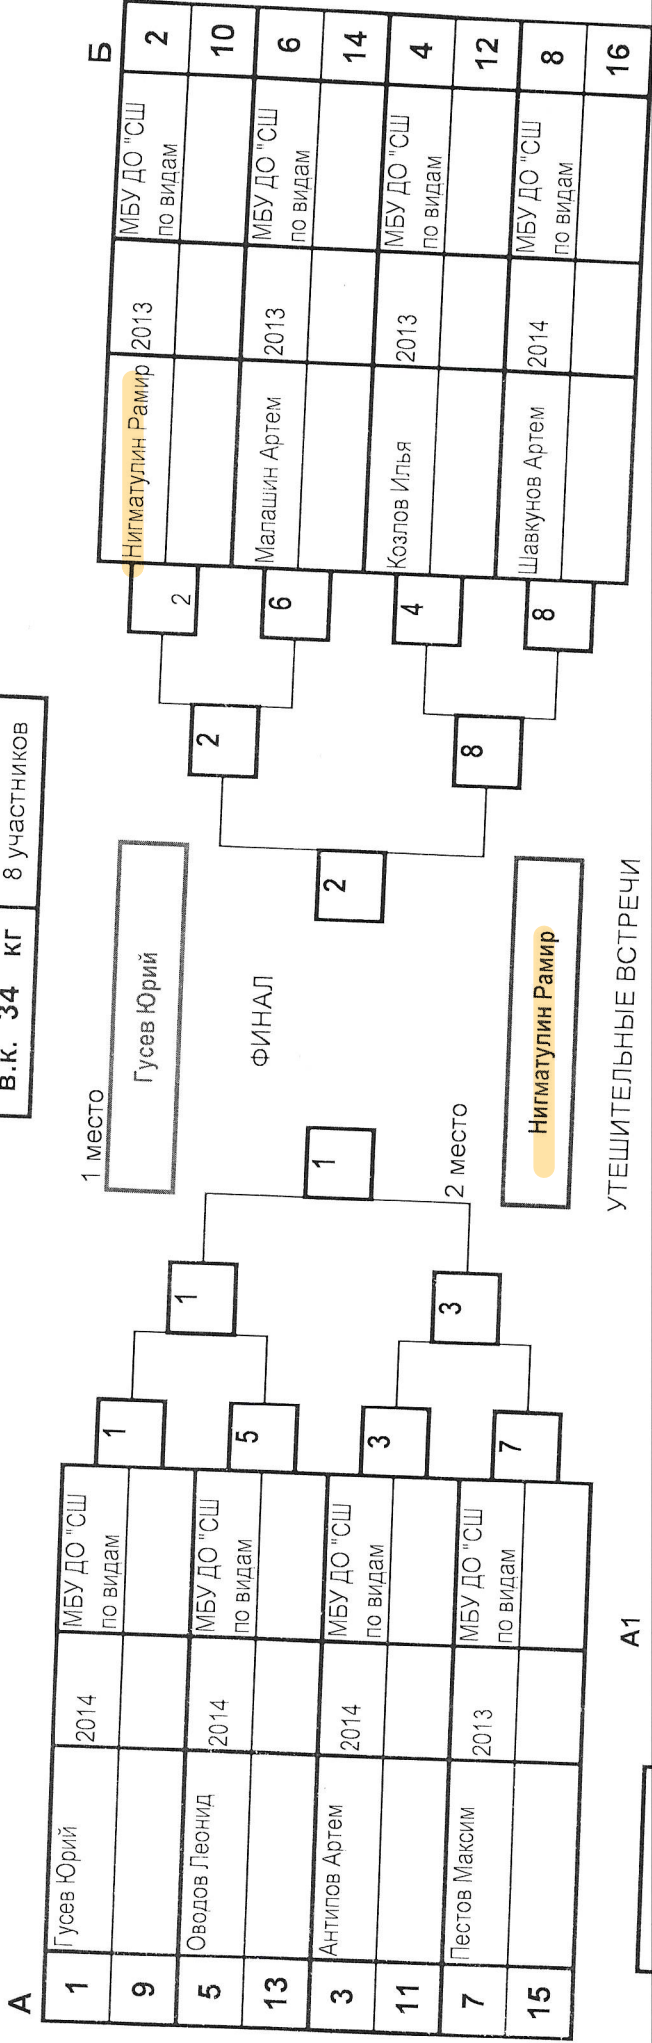 в.к. 34 кг 8 участников
А
1 Гусев Юрий 2014 МБУ ДО "СШ
по видам
9
5 Оводов Леонид 2014 МБУ ДО "СШ
по видам
13
3 Антипов Артем 2014 МБУ ДО "СШ
по видам
11
7 Пестов Максим 2013 МБУ ДО "СШ
по видам
15
1
5
3
7
1
3
1
1 место
Гусев Юрий
ФИНАЛ
2 место
Нигматулин Рамир
2
2
8
2
6
4
8
Б
Нигматулин Рамир 2013 МБУ ДО "СШ 2
по видам
10
Малашин Артем 2013 МБУ ДО "СШ 6
по видам
14
Козлов Илья 2013 МБУ ДО "СШ 4
по видам
12
Шавкунов Артем 2014 МБУ ДО "СШ 8
по видам
16
А1
УТЕШИТЕЛЬНЫЕ ВСТРЕЧИ